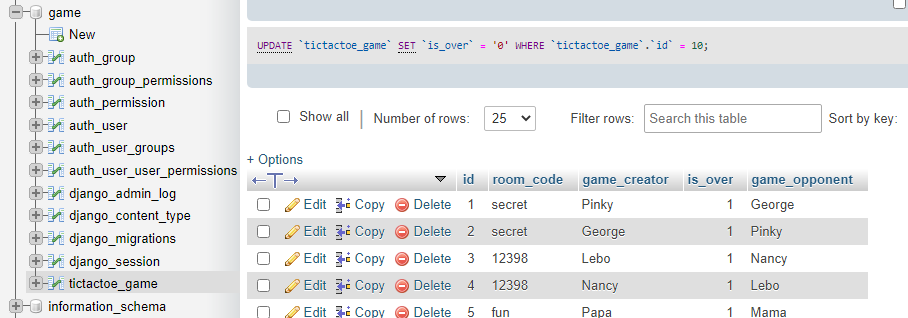 game
New
auth_group
auth_group_permissions
auth_permission
auth_user
auth_user_groups
auth_user_user_permissions
django_admin_log
django_content_type
django_migrations
django_session
tictactoe_game
information_schema
UPDATE `tictactoe_game` SET `is_over` = '0' WHERE `tictactoe_game`.`id` = 10;
Show all | Number of rows: 25 Filter rows: Search this table Sort by key:
+ Options
←T→ id room_code game_creator is_over game_opponent
Edit Copy Delete 1 secret Pinky 1 George
Edit Copy Delete 2 secret George 1 Pinky
Edit Copy Delete 3 12398 Lebo 1 Nancy
Edit Copy Delete 4 12398 Nancy 1 Lebo
Edit Copy Delete 5 fun Papa 1 Mama